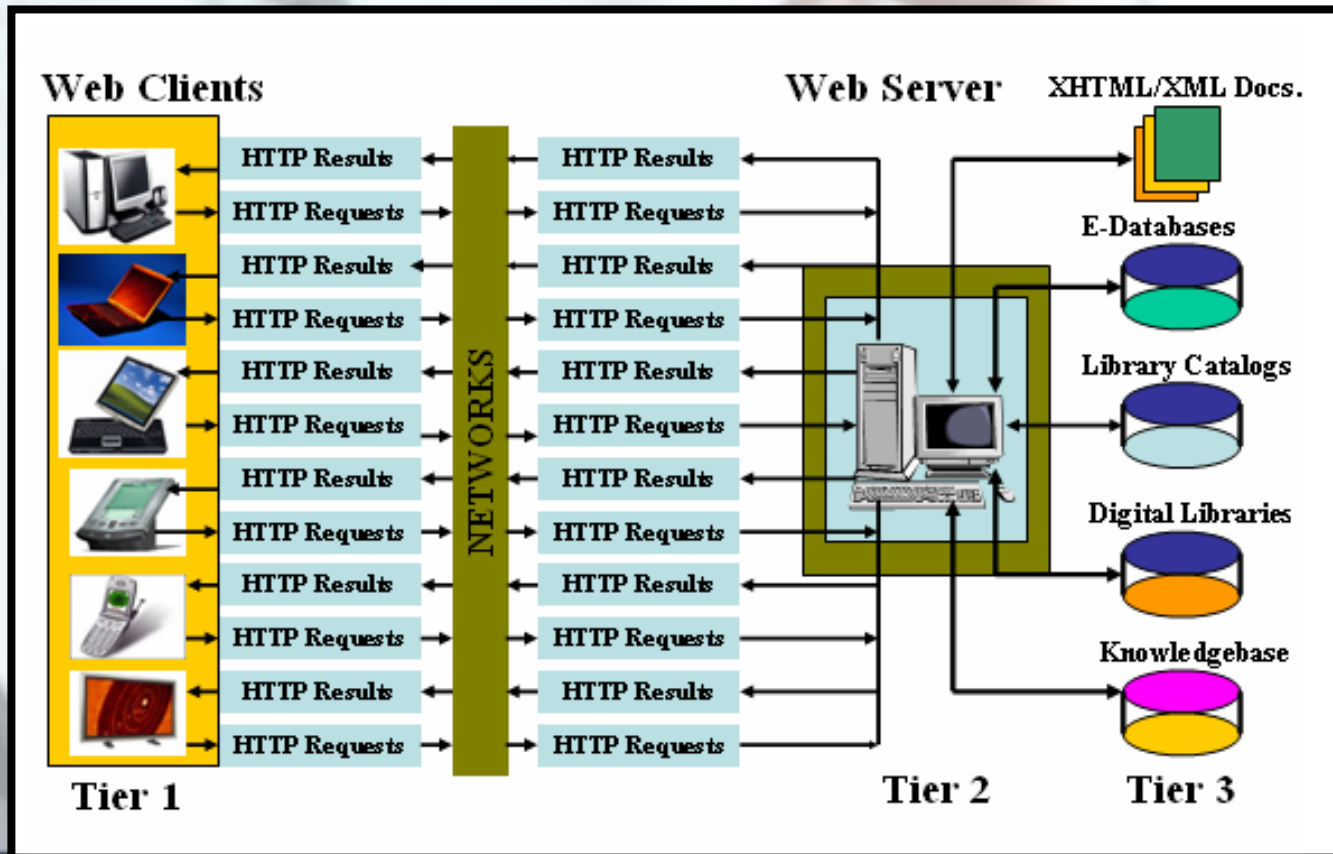 Web Clients
Web Server
XHTML/XML Docs.
HTTP Results
HTTP Results
HTTP Requests
HTTP Requests
E-Databases
HTTP Results
HTTP Results
HTTP Requests
HTTP Requests
Library Catalogs
HTTP Results
HTTP Results
HTTP Requests
HTTP Requests
NETWORKS
HTTP Results
HTTP Results
Digital Libraries
HTTP Requests
HTTP Requests
HTTP Results
HTTP Results
HTTP Requests
HTTP Requests
Knowledgebase
HTTP Results
HTTP Results
HTTP Requests
HTTP Requests
Tier 1
Tier 2
Tier 3